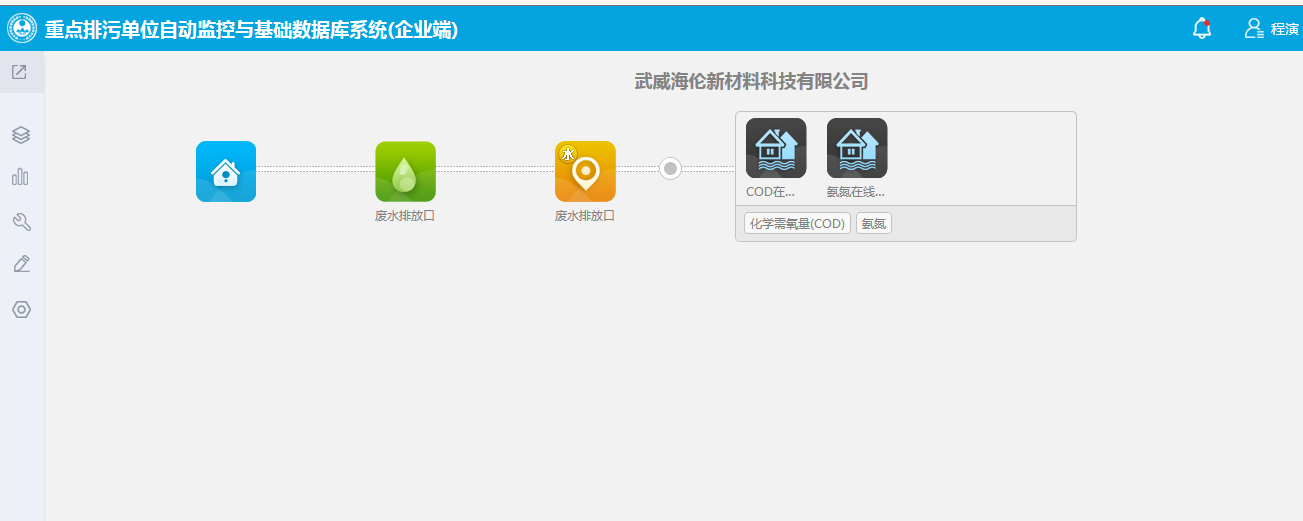 重点排污单位自动监控与基础数据库系统(企业端)
程演
武威海伦新材料科技有限公司
水
废水排放口
废水排放口
COD在...
氨氮在线...
化学需氧量(COD)
氨氮